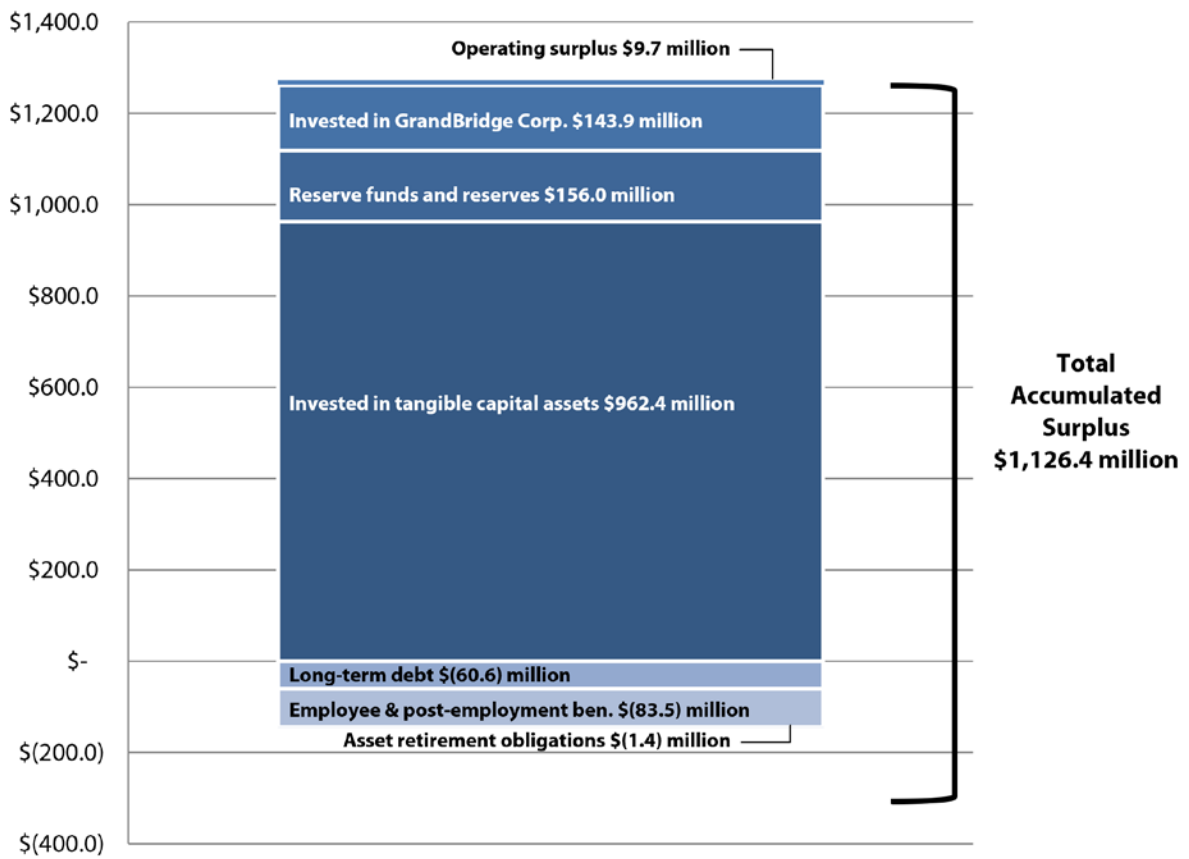 $1,400.0
Operating surplus $9.7 million
$1,200.0
Invested in GrandBridge Corp. $143.9 million
$1,000.0
Reserve funds and reserves $156.0 million
$800.0
$600.0
Invested in tangible capital assets $962.4 million
$400.0
$200.0
$-
Long-term debt $(60.6) million
Employee & post-employment ben. $(83.5) million
Asset retirement obligations $(1.4) million
$(200.0)
$(400.0)
Total
Accumulated
Surplus
$1,126.4 million